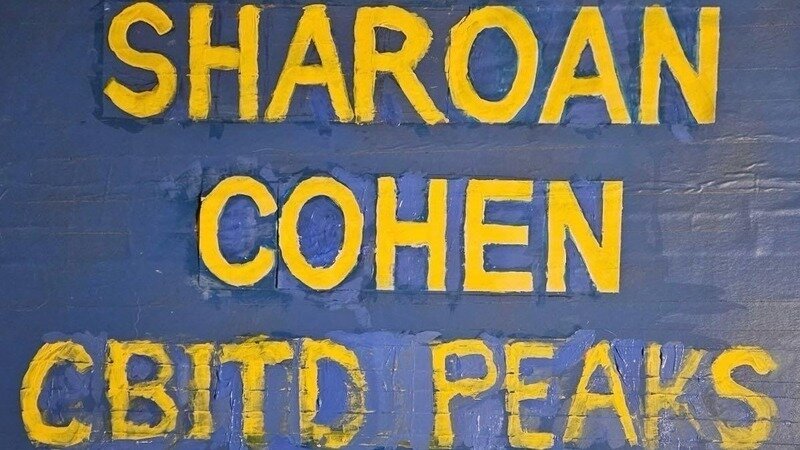 SHAROAN
COHEN
CBITD PEAKS